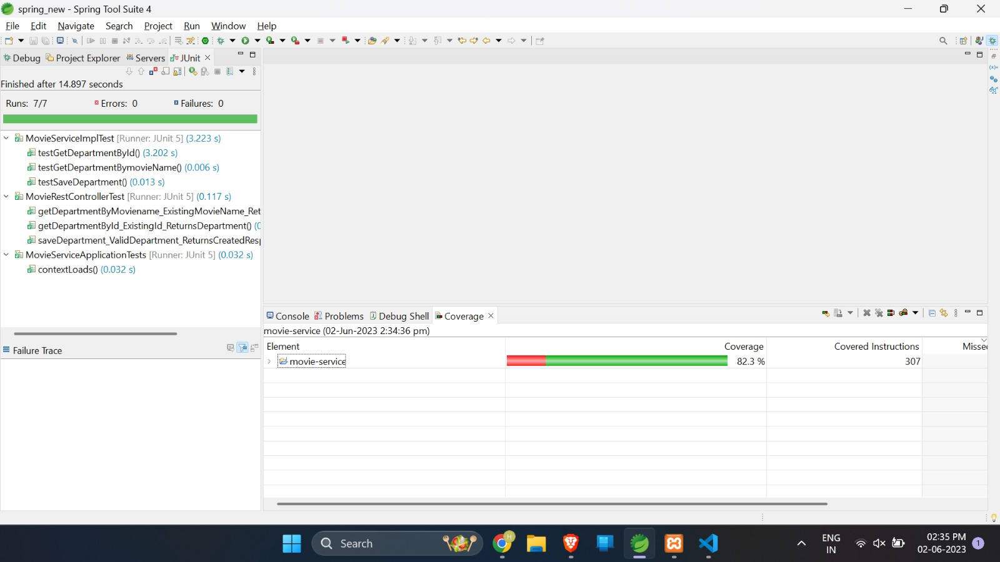 spring_new - Spring Tool Suite 4
File Edit Navigate Search Project Run Window Help
Debug Project Explorer Servers JUnit
Finished after 14.897 seconds
Runs: 7/7 Errors: 0 Failures: 0
MovieServiceImplTest [Runner: JUnit 5] (3.223 s)
testGetDepartmentById() (3.202 s)
testGetDepartmentBymovieName() (0.006 s)
testSaveDepartment() (0.013 s)
MovieRestControllerTest [Runner: JUnit 5] (0.117 s)
getDepartmentByMoviename_ExistingMovieName_Ret
getDepartmentById_ExistingId_ReturnsDepartment() (0
saveDepartment_ValidDepartment_ReturnsCreatedResp
MovieServiceApplicationTests [Runner: JUnit 5] (0.032 s)
contextLoads() (0.032 s)
Failure Trace
Console Problems Debug Shell Coverage
movie-service (02-Jun-2023 2:34:36 pm)
Element Coverage Covered Instructions Missed
movie-service 82.3 % 307
Search
H
ENG
IN
02:35 PM
02-06-2023
1